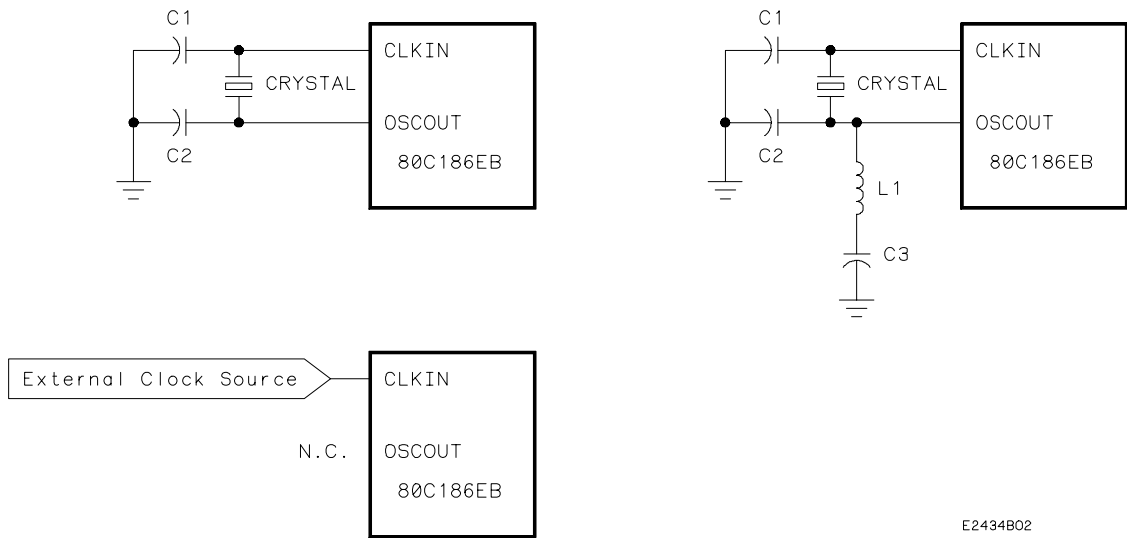 C1
CLKIN
CRYSTAL
OSCOUT
C2
80C186EB
C1
CLKIN
CRYSTAL
OSCOUT
C2
80C186EB
L1
C3
External Clock Source
CLKIN
N.C.
OSCOUT
80C186EB
E2434B02